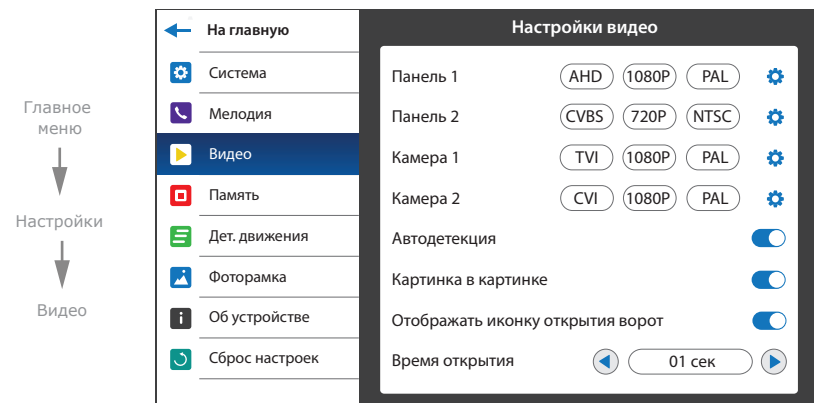 Главное
меню
Настройки
Видео
На главную
Система
Мелодия
Видео
Память
Дет. движения
Фоторамка
Об устройстве
Сброс настроек
Настройки видео
Панель 1 AHD 1080P PAL
Панель 2 CVBS 720P NTSC
Камера 1 TVI 1080P PAL
Камера 2 CVI 1080P PAL
Автодетекция
Картинка в картинке
Отображать иконку открытия ворот
Время открытия 01 сек